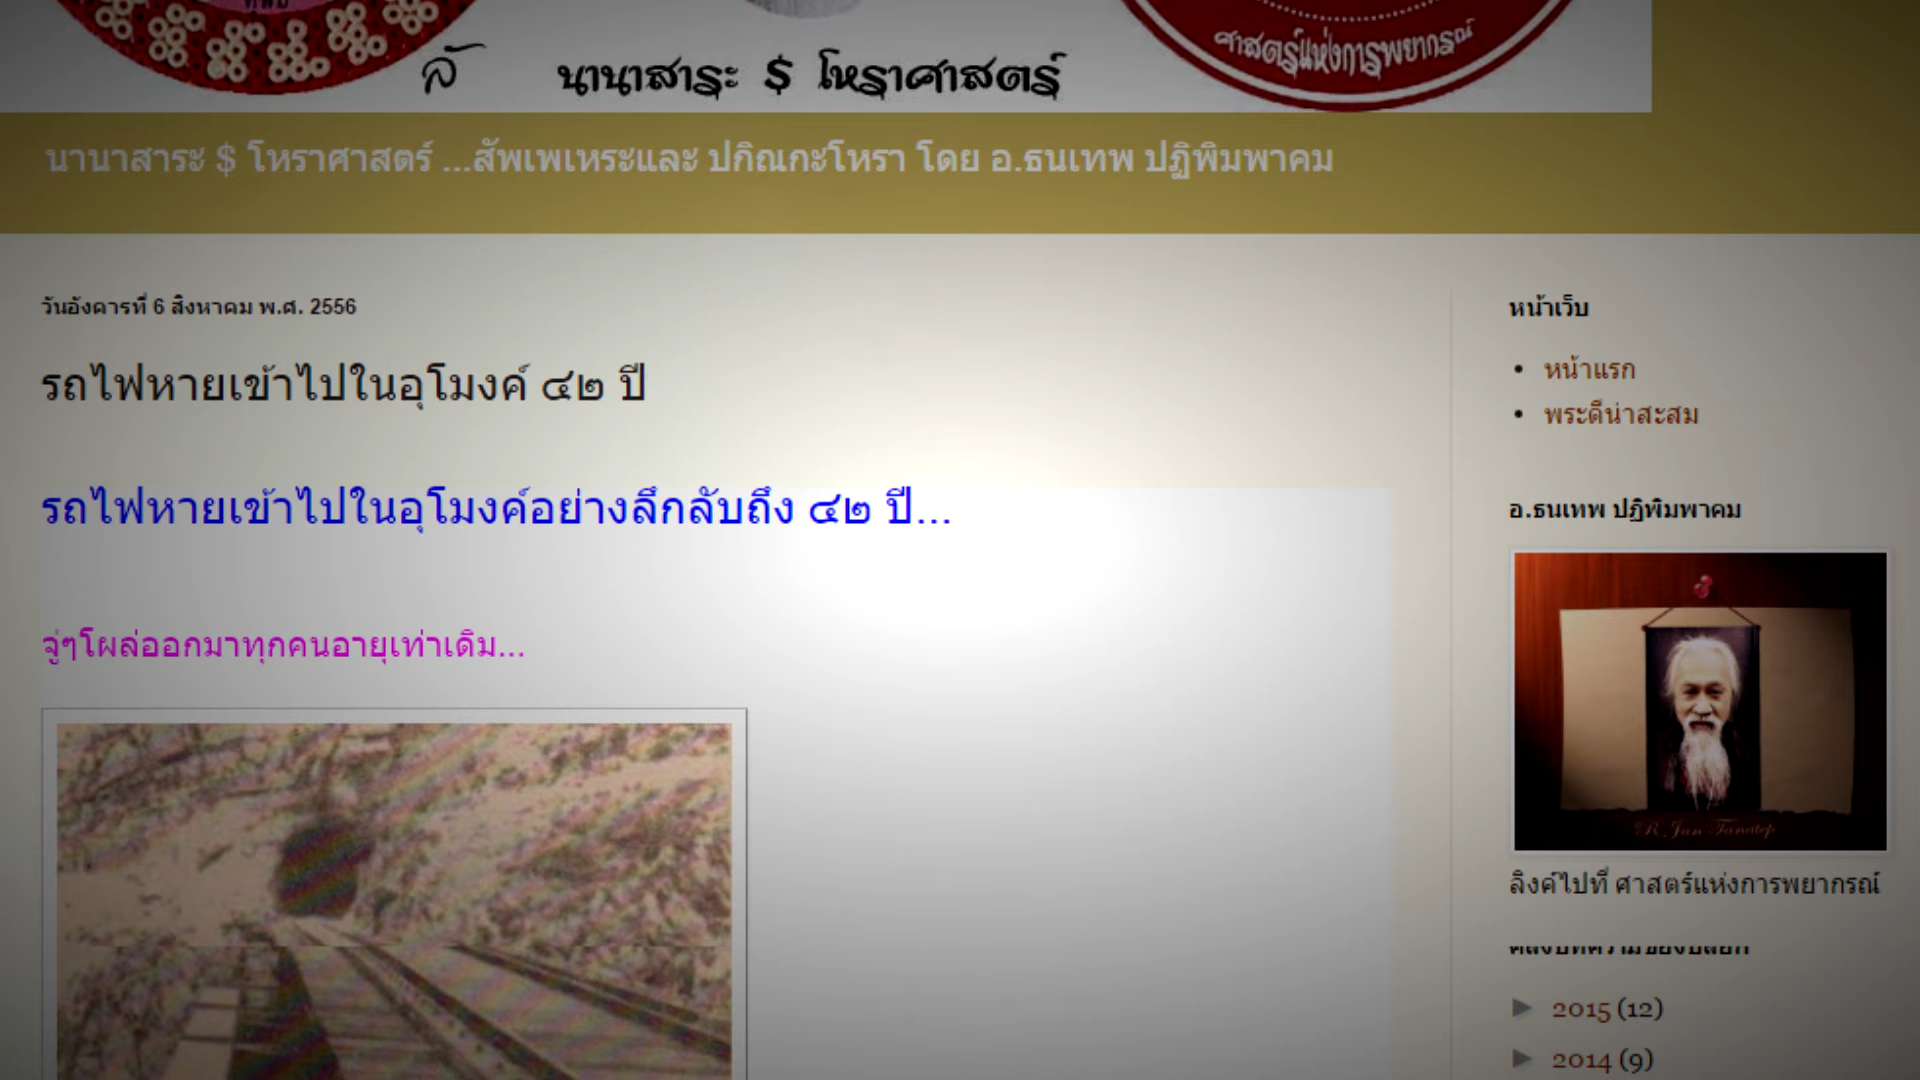 ทูพม
ศาสตร์แห่งการพยากรณ์
นานาสาระ $ โหราศาสตร์
นานาสาระ $ โหราศาสตร์ ...สัพเพเหระและ ปกิณกะโหรา โดย อ.ธนเทพ ปฏิพิมพาคม
วันอังคารที่ 6 สิงหาคม พ.ศ. 2556
รถไฟหายเข้าไปในอุโมงค์ ๔๒ ปี
รถไฟหายเข้าไปในอุโมงค์อย่างลึกลับถึง ๔๒ ปี...
จู่ๆโผล่ออกมาทุกคนอายุเท่าเดิม...
หน้าเว็บ
หน้าแรก
พระดีน่าสะสม
อ.ธนเทพ ปฏิพิมพาคม
R. Jan Tanatep
ลิงค์ไปที่ ศาสตร์แห่งการพยากรณ์
► 2015 (12)
► 2014 (9)